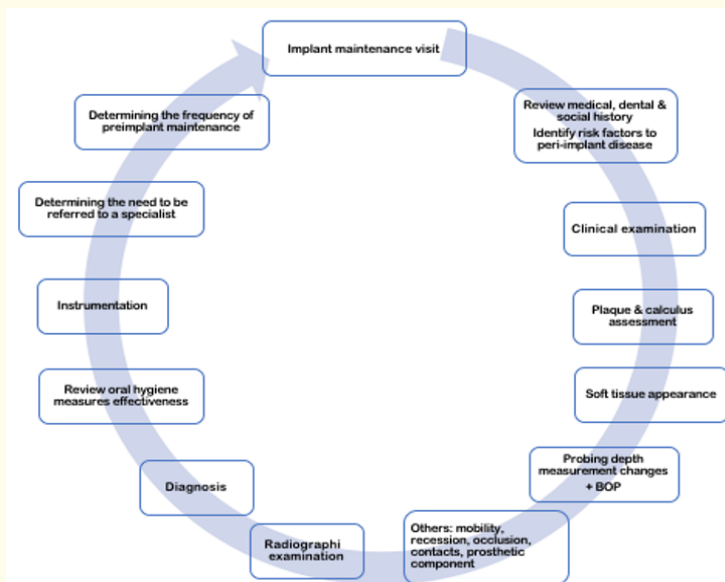 Implant maintenance visit
Review medical, dental &
social history
Identify risk factors to
peri-implant disease
Clinical examination
Plaque & calculus
assessment
Soft tissue appearance
Probing depth
measurement changes
+ BOP
Others: mobility,
recession, occlusion,
contacts, prosthetic
component
Radiographi
examination
Diagnosis
Review oral hygiene
measures effectiveness
Instrumentation
Determining the need to be
referred to a specialist
Determining the frequency of
preimplant maintenance